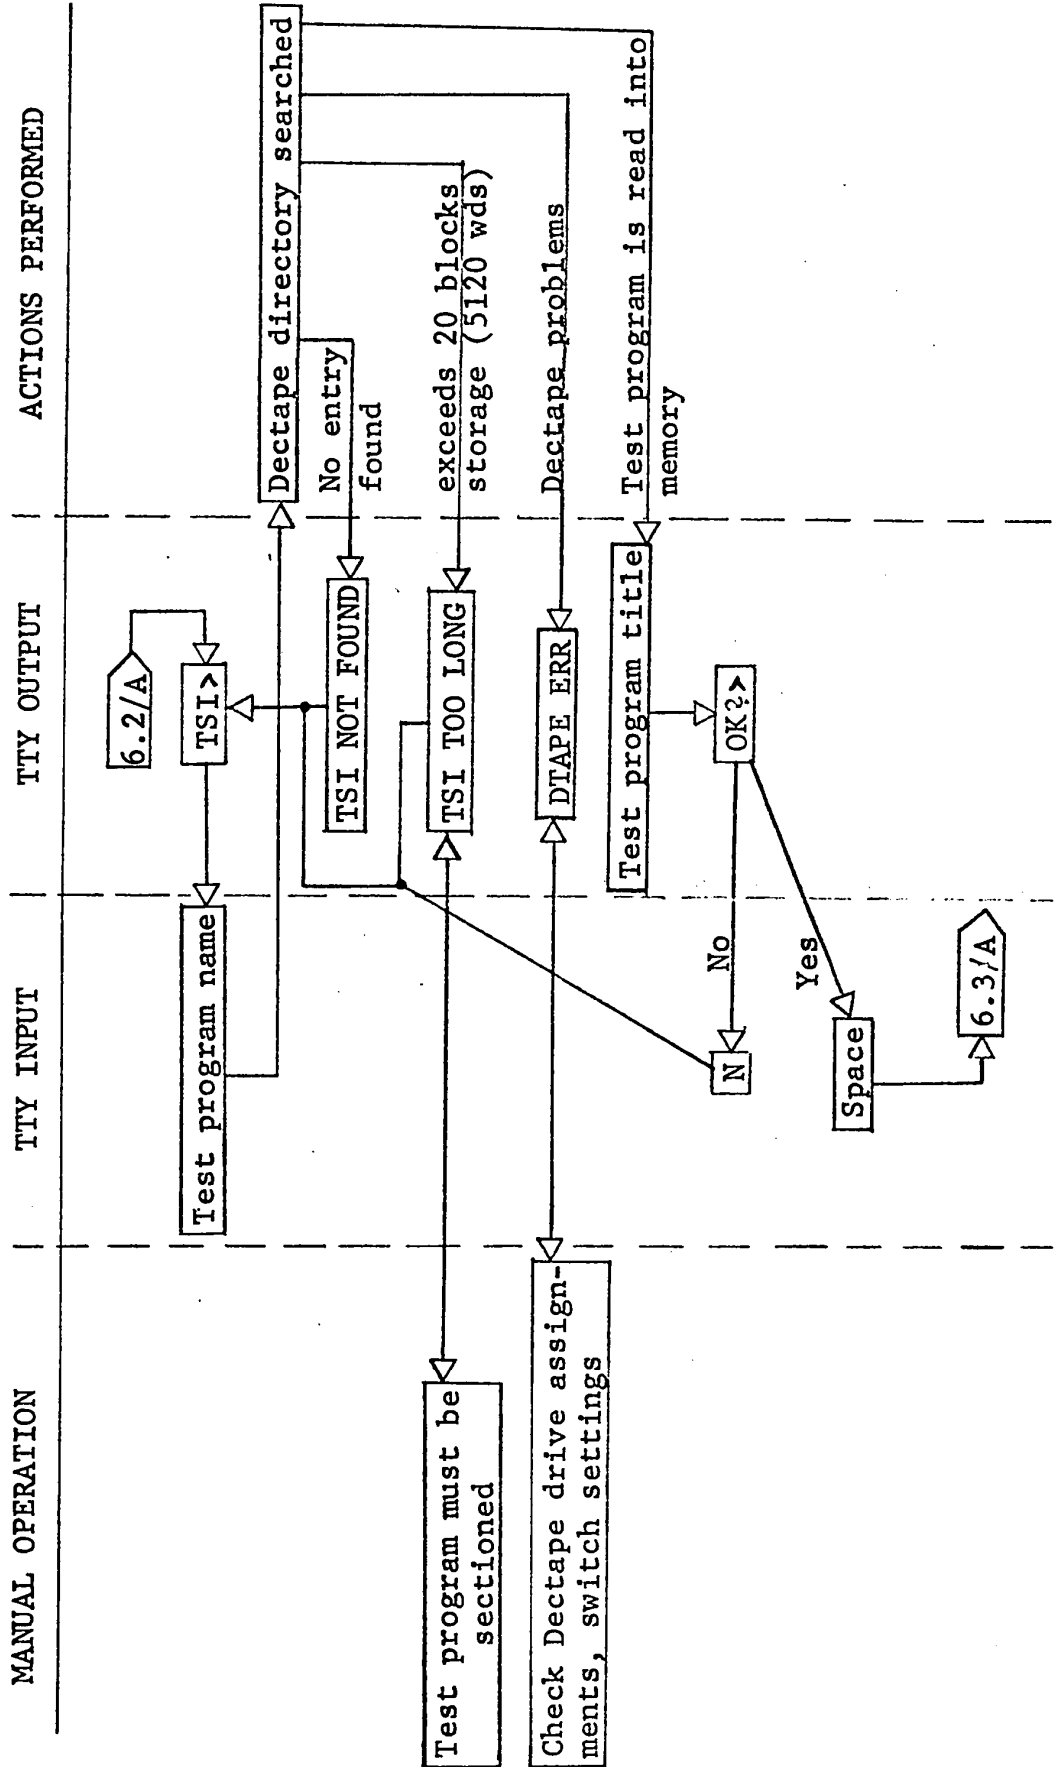 MANUAL OPERATION
TTY INPUT
TTY OUTPUT
ACTIONS PERFORMED
6.2/A
TSI>
Test program name
Dectape directory searched
No entry
found
TSI NOT FOUND
exceeds 20 blocks
storage (5120 wds)
TSI TOO LONG
Test program must be
sectioned
Dectape problems
DTAPE ERR
Check Dectape drive assign-
ments, switch settings
Test program is read into
memory
Test program title
OK?>
No
N
Yes
Space
6.3/A